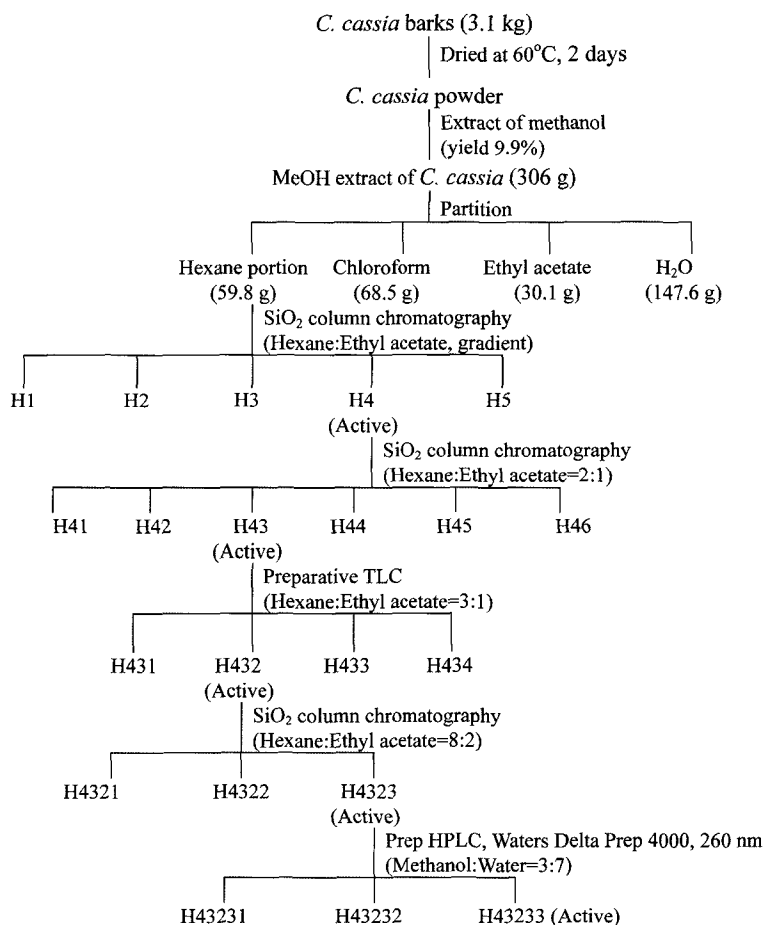 C. cassia barks (3.1 kg)
Dried at 60°C, 2 days
C. cassia powder
Extract of methanol
(yield 9.9%)
MeOH extract of C. cassia (306 g)
Partition
Hexane portion Chloroform Ethyl acetate H₂O
(59.8 g) (68.5 g) (30.1 g) (147.6 g)
SiO₂ column chromatography
(Hexane:Ethyl acetate, gradient)
H1 H2 H3 H4 H5
(Active)
SiO₂ column chromatography
(Hexane:Ethyl acetate=2:1)
H41 H42 H43 H44 H45 H46
(Active)
Preparative TLC
(Hexane:Ethyl acetate=3:1)
H431 H432 H433 H434
(Active)
SiO₂ column chromatography
(Hexane:Ethyl acetate=8:2)
H4321 H4322 H4323
(Active)
Prep HPLC, Waters Delta Prep 4000, 260 nm
(Methanol:Water=3:7)
H43231 H43232 H43233 (Active)